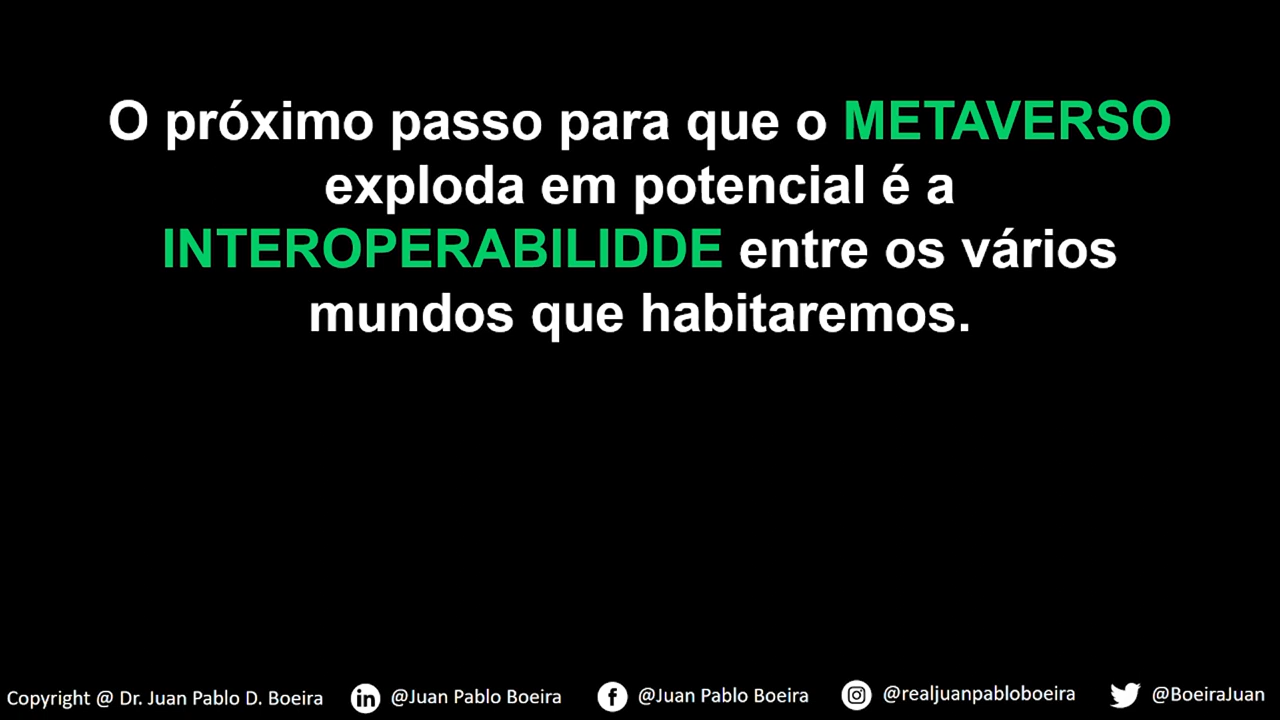 O próximo passo para que o METAVERSO
exploda em potencial é a
INTEROPERABILIDDE entre os vários
mundos que habitaremos.
Copyright @ Dr. Juan Pablo D. Boeira in @Juan Pablo Boeira f @Juan Pablo Boeira @realjuanpabloboeira @BoeiraJuan